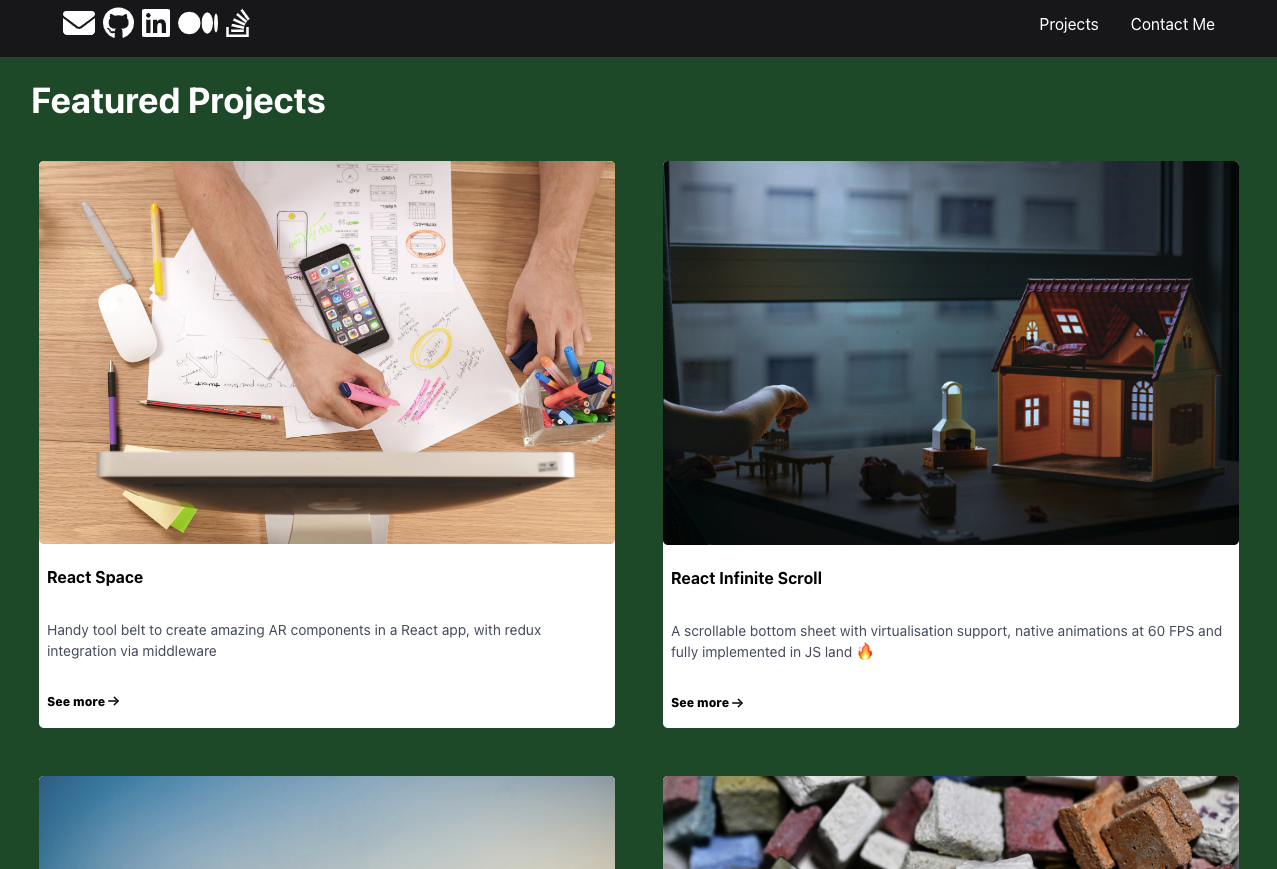 Projects
Contact Me
Featured Projects
React Space
Handy tool belt to create amazing AR components in a React app, with redux
integration via middleware
See more →
React Infinite Scroll
A scrollable bottom sheet with virtualisation support, native animations at 60 FPS and
fully implemented in JS land 🔥
See more →